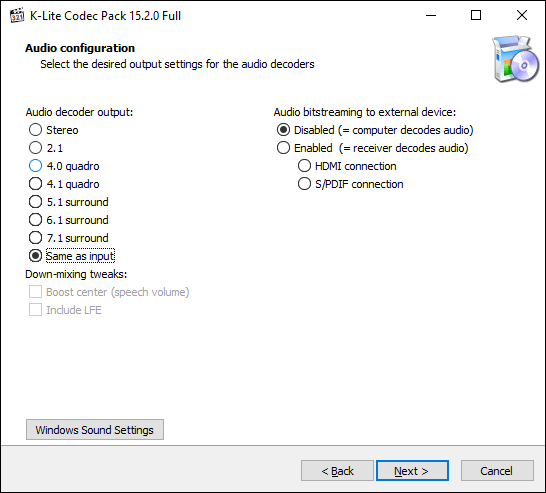 K-Lite Codec Pack 15.2.0 Full
Audio configuration
Select the desired output settings for the audio decoders
Audio decoder output:
Stereo
2.1
4.0 quadro
4.1 quadro
5.1 surround
6.1 surround
7.1 surround
Same as input
Down-mixing tweaks:
Boost center (speech volume)
Include LFE
Audio bitstreaming to external device:
Disabled (= computer decodes audio)
Enabled (= receiver decodes audio)
HDMI connection
S/PDIF connection
Windows Sound Settings
< Back
Next >
Cancel